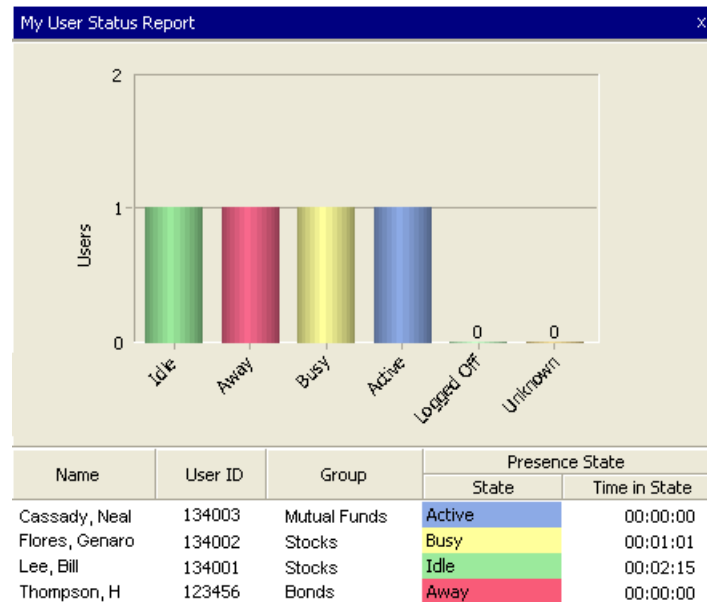 My User Status Report x
2
1
0
Users
0 0
Idle Away Busy Active Logged Off Unknown
Name User ID Group Presence State
State Time in State
Cassady, Neal 134003 Mutual Funds Active 00:00:00
Flores, Genaro 134002 Stocks Busy 00:01:01
Lee, Bill 134001 Stocks Idle 00:02:15
Thompson, H 123456 Bonds Away 00:00:00